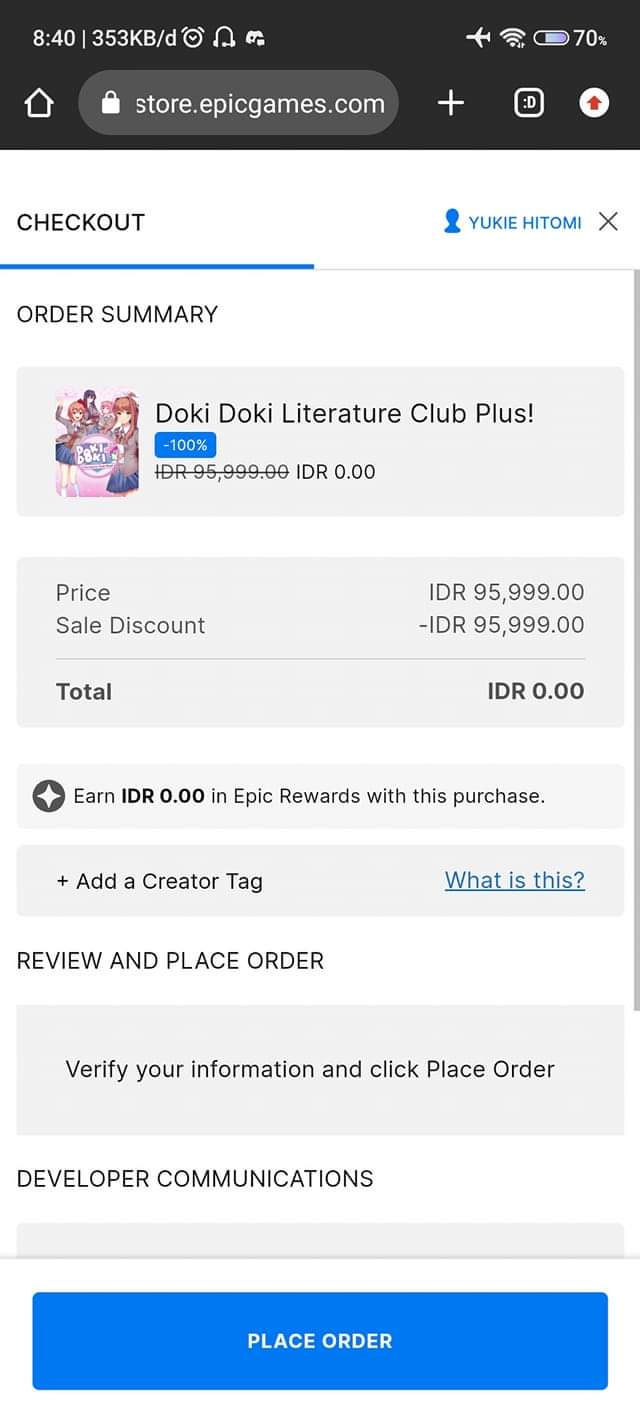 8:40 | 353KB/d 70%
store.epicgames.com :D
CHECKOUT YUKIE HITOMI
ORDER SUMMARY
DOKI DOKI
Doki Doki Literature Club Plus!
-100%
IDR 95,999.00 IDR 0.00
Price IDR 95,999.00
Sale Discount -IDR 95,999.00
Total IDR 0.00
Earn IDR 0.00 in Epic Rewards with this purchase.
+ Add a Creator Tag What is this?
REVIEW AND PLACE ORDER
Verify your information and click Place Order
DEVELOPER COMMUNICATIONS
PLACE ORDER